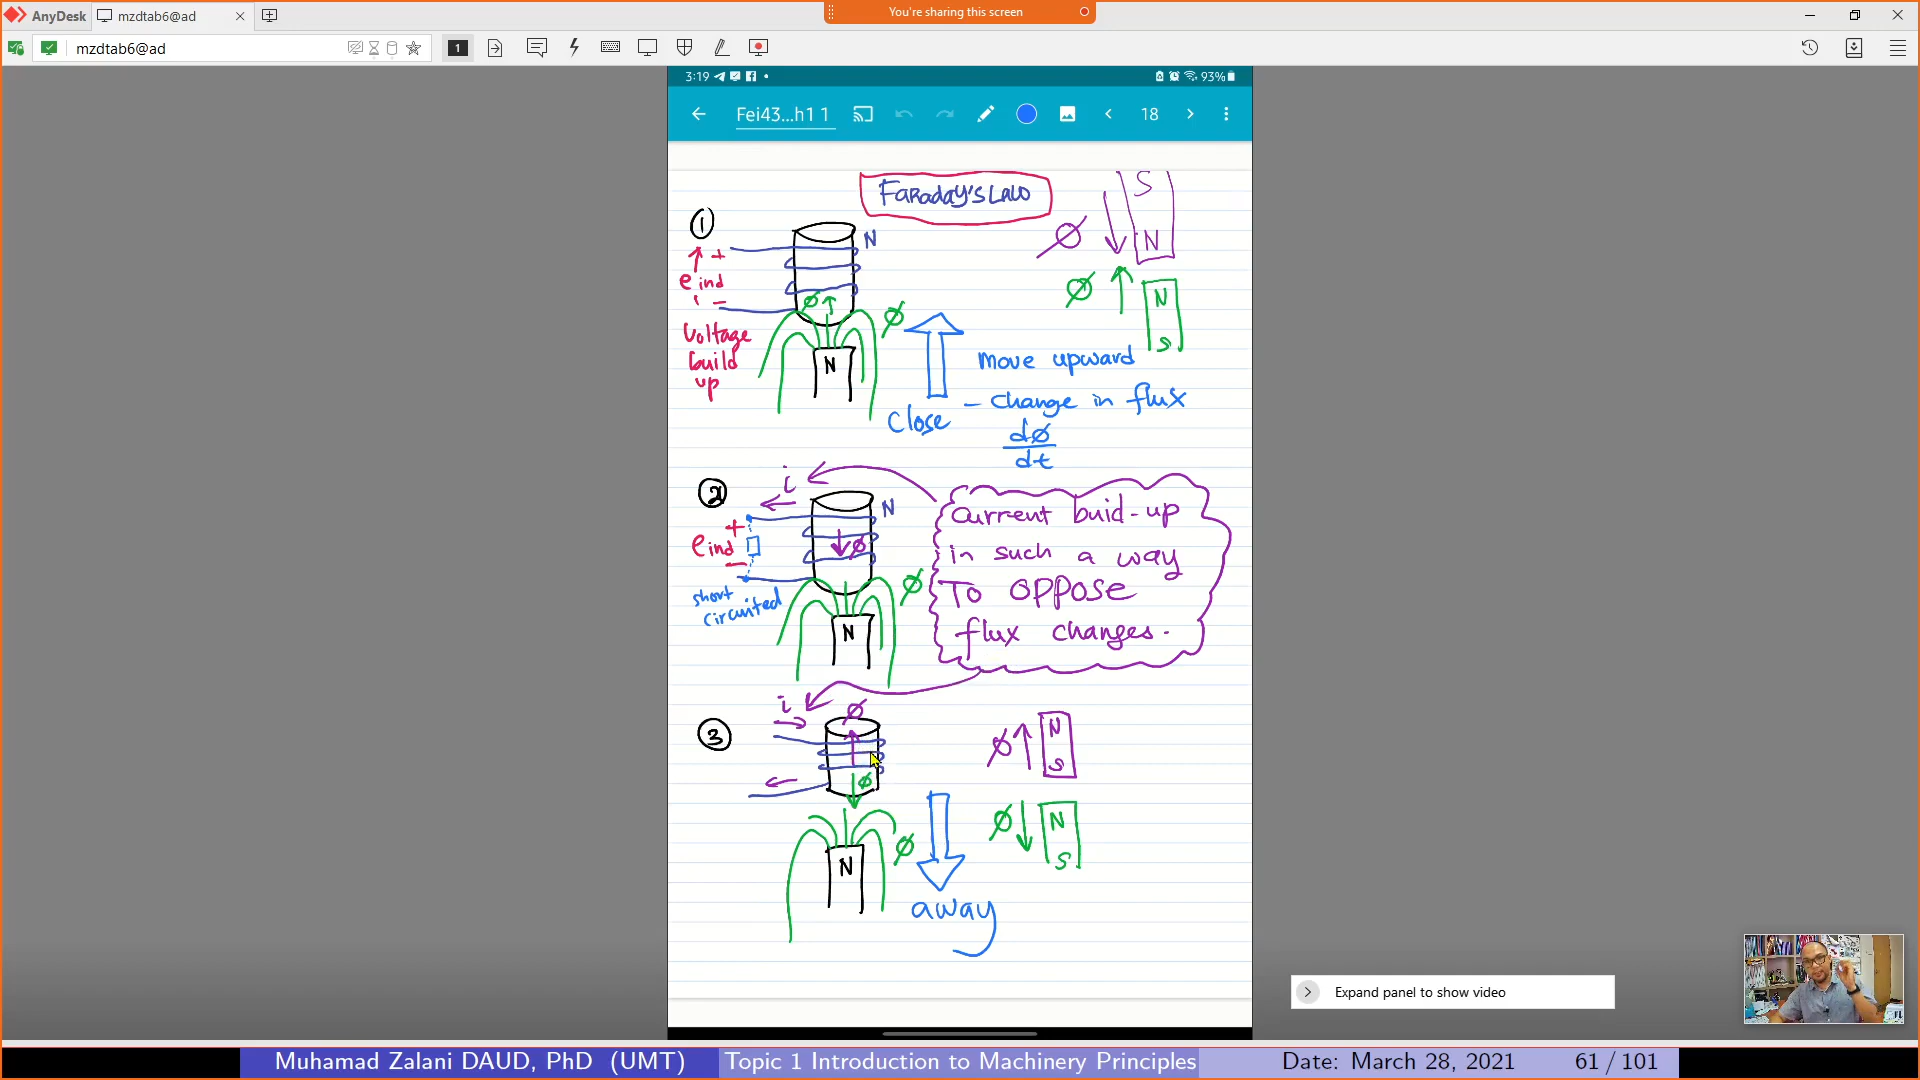 You're sharing this screen
AnyDesk
mzdtab6@ad
mzdtab6@ad
1
3:19
93%
Fei43...h1 1
18
Faraday's Law
S
N
Ø
Ø
N
S
1
+
e ind
-
Voltage
build
up
N
Ø
Ø
N
Close
Move upward
- change in flux
dØ
dt
2
i
N
+
e ind
-
short
circuited
Ø
Ø
N
Current buid-up
in such a way
To oppose
flux changes.
3
i
Ø
Ø
Ø
N
away
Ø
N
S
Ø
N
S
Expand panel to show video
Muhamad Zalani DAUD, PhD (UMT)
Topic 1 Introduction to Machinery Principles
Date: March 28, 2021
61 / 101